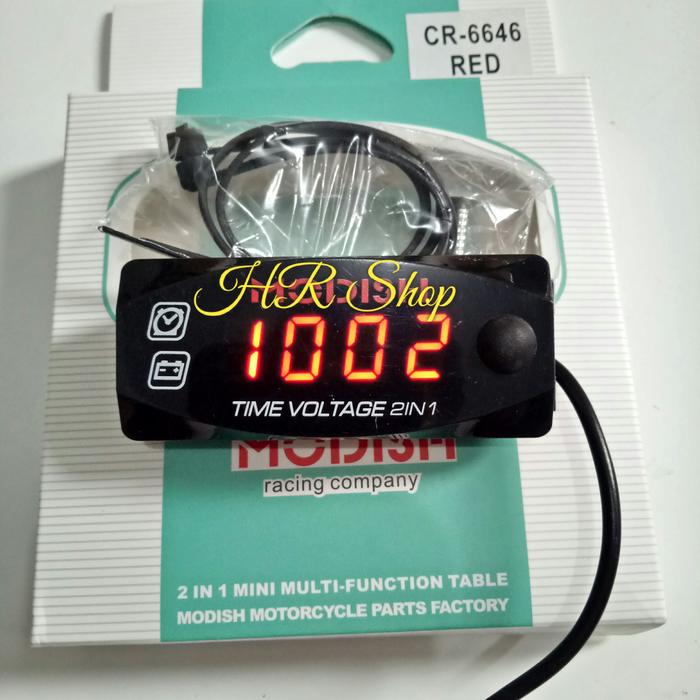 CR-6646
RED
HR Shop
MODISH
1002
TIME VOLTAGE 2IN1
MODISH
racing company
2 IN 1 MINI MULTI-FUNCTION TABLE
MODISH MOTORCYCLE PARTS FACTORY